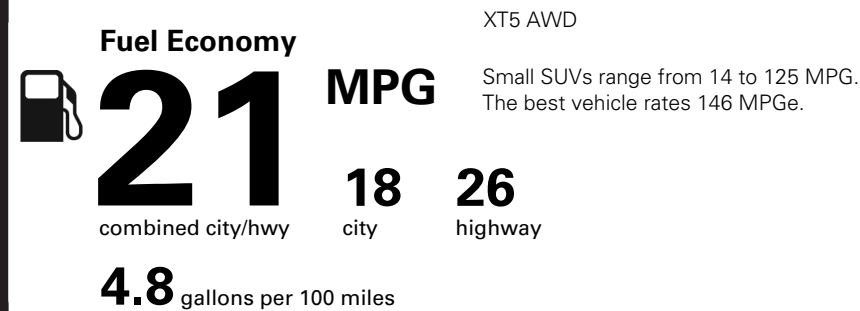 XT5 AWD
Fuel Economy
21 MPG
Small SUVs range from 14 to 125 MPG.
The best vehicle rates 146 MPGe.
18 26
combined city/hwy city highway
4.8 gallons per 100 miles